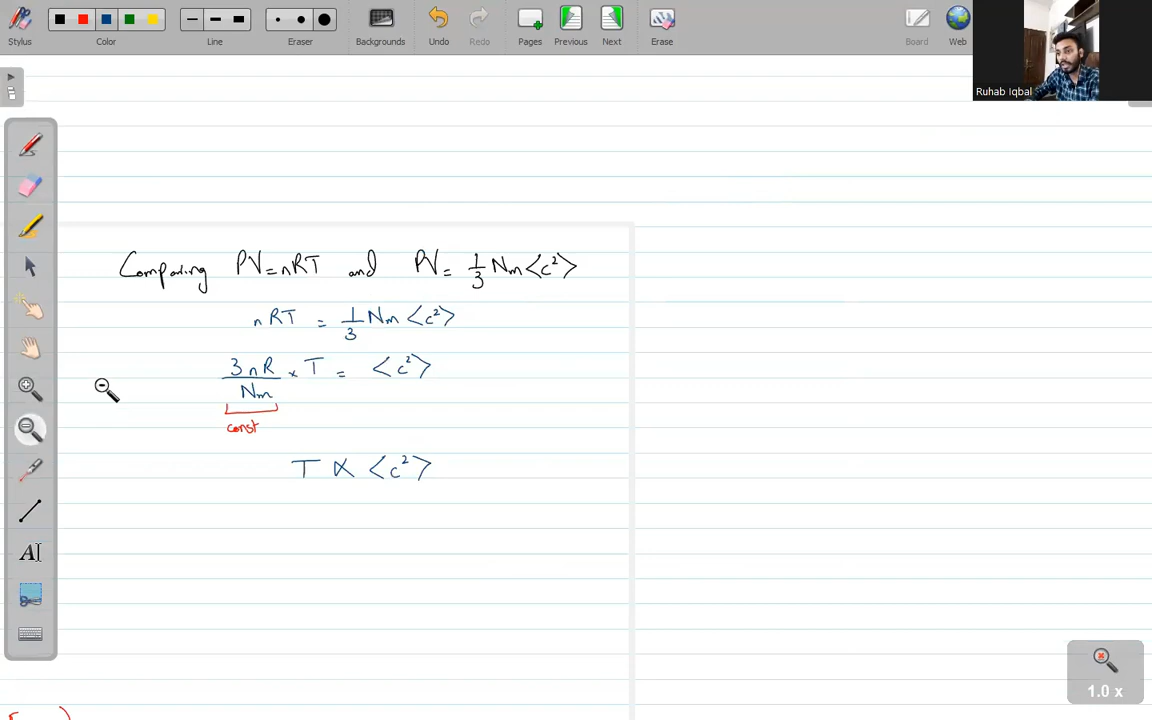 Stylus Color Line Eraser Backgrounds Undo Redo Pages Previous Next Erase Board Web
Ruhab Iqbal
Comparing PV=nRT and PV= 1/3 Nm<c²>
nRT = 1/3 Nm<c²>
3nR/Nm × T = <c²>
const
T ∝ <c²>
A
1.0 x